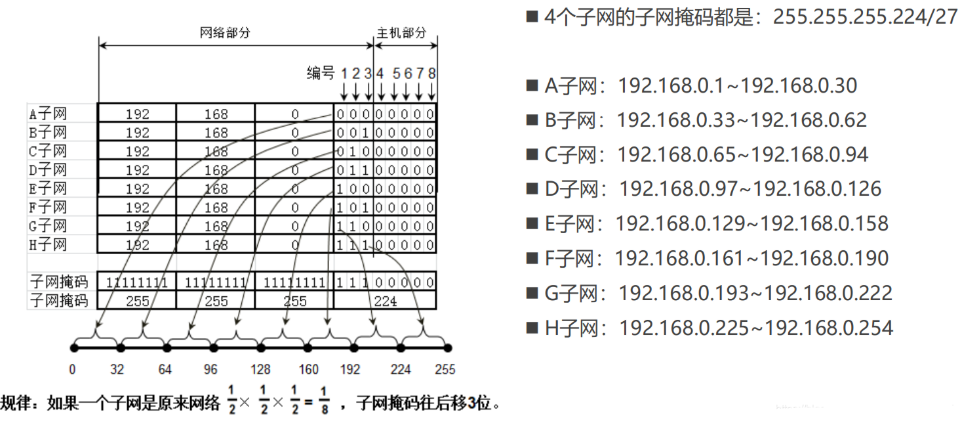 网络部分 主机部分
编号 1 2 3 4 5 6 7 8
A子网 192 168 0 0 0 0 0 0 0 0 0
B子网 192 168 0 0 0 1 0 0 0 0 0
C子网 192 168 0 0 1 0 0 0 0 0 0
D子网 192 168 0 0 1 1 0 0 0 0 0
E子网 192 168 0 1 0 0 0 0 0 0 0
F子网 192 168 0 1 0 1 0 0 0 0 0
G子网 192 168 0 1 1 0 0 0 0 0 0
H子网 192 168 0 1 1 1 0 0 0 0 0
子网掩码 11111111 11111111 11111111 1 1 1 0 0 0 0 0
子网掩码 255 255 255 224
0 32 64 96 128 160 192 224 255
规律：如果一个子网是原来网络 1/2 × 1/2 × 1/2 = 1/8 ，子网掩码往后移3位。
■ 4个子网的子网掩码都是：255.255.255.224/27
■ A子网：192.168.0.1~192.168.0.30
■ B子网：192.168.0.33~192.168.0.62
■ C子网：192.168.0.65~192.168.0.94
■ D子网：192.168.0.97~192.168.0.126
■ E子网：192.168.0.129~192.168.0.158
■ F子网：192.168.0.161~192.168.0.190
■ G子网：192.168.0.193~192.168.0.222
■ H子网：192.168.0.225~192.168.0.254